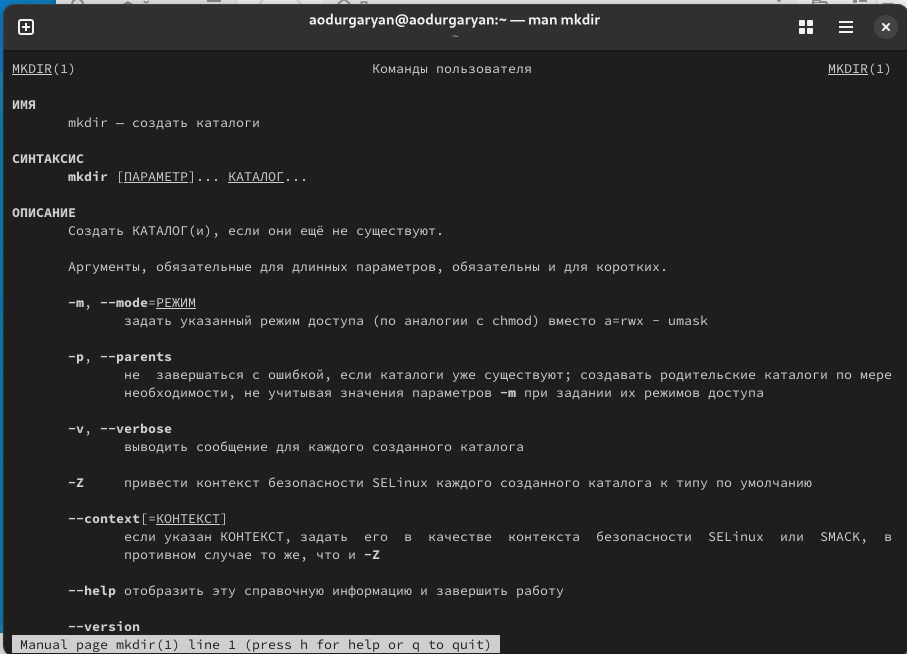 aodurgaryan@aodurgaryan:~ — man mkdir
~
MKDIR(1) Команды пользователя MKDIR(1)
ИМЯ
mkdir – создать каталоги
СИНТАКСИС
mkdir [ПАРАМЕТР]... КАТАЛОГ...
ОПИСАНИЕ
Создать КАТАЛОГ(и), если они ещё не существуют.
Аргументы, обязательные для длинных параметров, обязательны и для коротких.
-m, --mode=РЕЖИМ
задать указанный режим доступа (по аналогии с chmod) вместо a=rwx - umask
-p, --parents
не завершаться с ошибкой, если каталоги уже существуют; создавать родительские каталоги по мере
необходимости, не учитывая значения параметров -m при задании их режимов доступа
-v, --verbose
выводить сообщение для каждого созданного каталога
-Z привести контекст безопасности SELinux каждого созданного каталога к типу по умолчанию
--context[=КОНТЕКСТ]
если указан КОНТЕКСТ, задать его в качестве контекста безопасности SELinux или SMACK, в
противном случае то же, что и -Z
--help отобразить эту справочную информацию и завершить работу
--version
Manual page mkdir(1) line 1 (press h for help or q to quit)